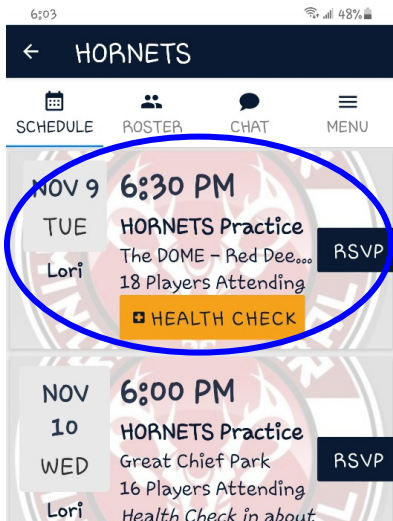 6:03 48%
HORNETS
SCHEDULE ROSTER CHAT MENU
NOV 9
TUE
Lori
6:30 PM
HORNETS Practice
The DOME - Red Dee...
18 Players Attending
HEALTH CHECK
RSVP
NOV
10
WED
Lori
6:00 PM
HORNETS Practice
Great Chief Park
16 Players Attending
Health Check in about
RSVP